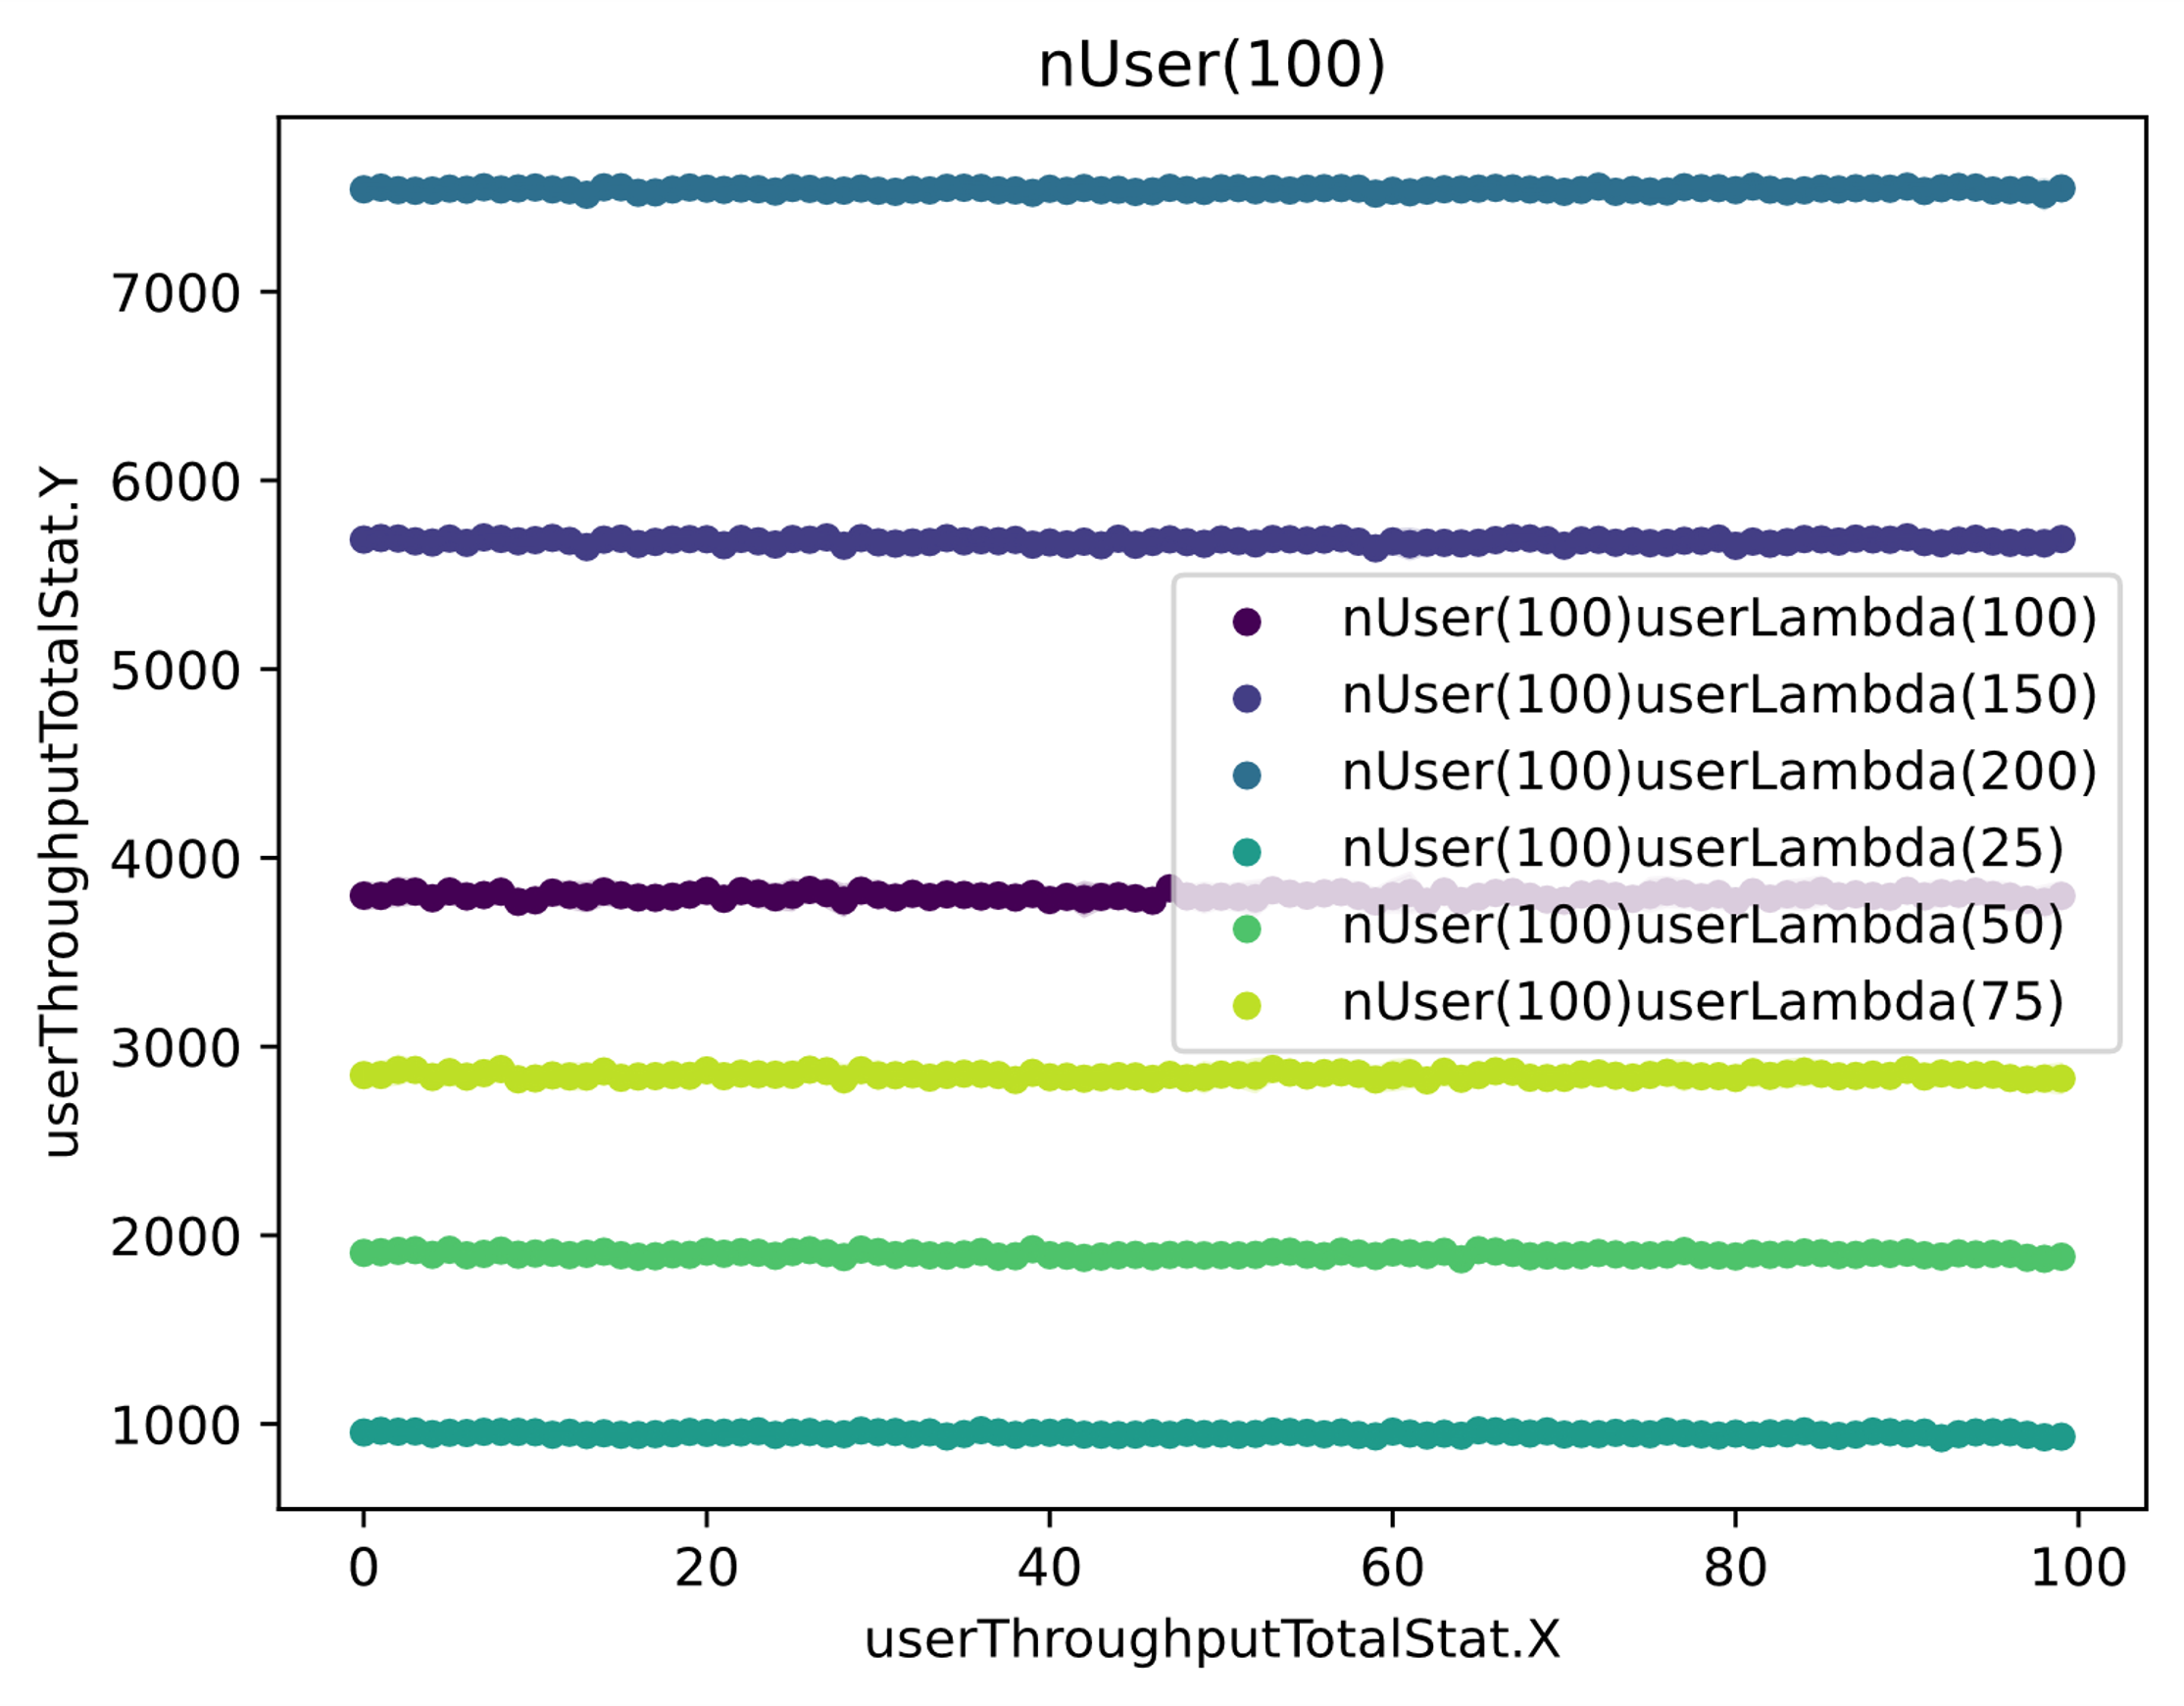 nUser(100)
userThroughputTotalStat.Y
7000
6000
5000
4000
3000
2000
1000
nUser(100)userLambda(100)
nUser(100)userLambda(150)
nUser(100)userLambda(200)
nUser(100)userLambda(25)
nUser(100)userLambda(50)
nUser(100)userLambda(75)
0 20 40 60 80 100
userThroughputTotalStat.X